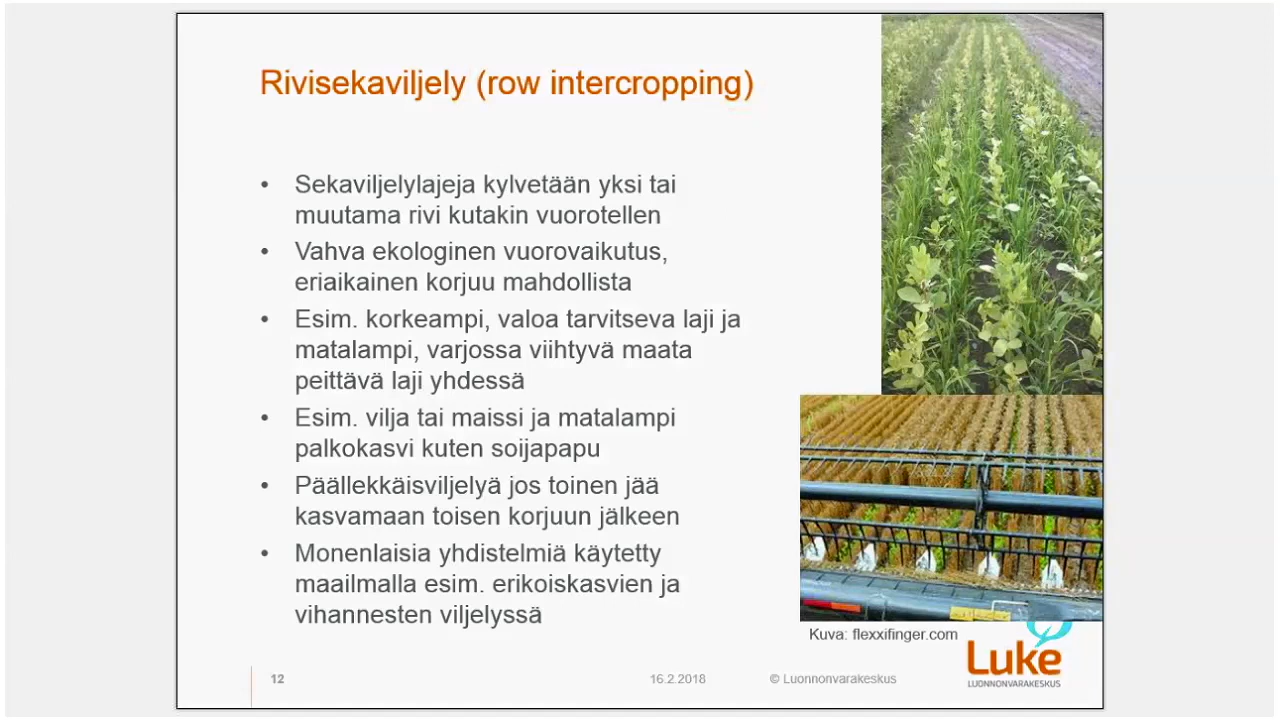 Rivisekaviljely (row intercropping)
• Sekaviljelylajeja kylvetään yksi tai
muutama rivi kutakin vuorotellen
• Vahva ekologinen vuorovaikutus,
eriaikainen korjuu mahdollista
• Esim. korkeampi, valoa tarvitseva laji ja
matalampi, varjossa viihtyvä maata
peittävä laji yhdessä
• Esim. vilja tai maissi ja matalampi
palkokasvi kuten soijapapu
• Päällekkäisviljelyä jos toinen jää
kasvamaan toisen korjuun jälkeen
• Monenlaisia yhdistelmiä käytetty
maailmalla esim. erikoiskasvien ja
vihannesten viljelyssä
Kuva: flexxifinger.com
Luke
LUONNONVARAKESKUS
12
16.2.2018
© Luonnonvarakeskus